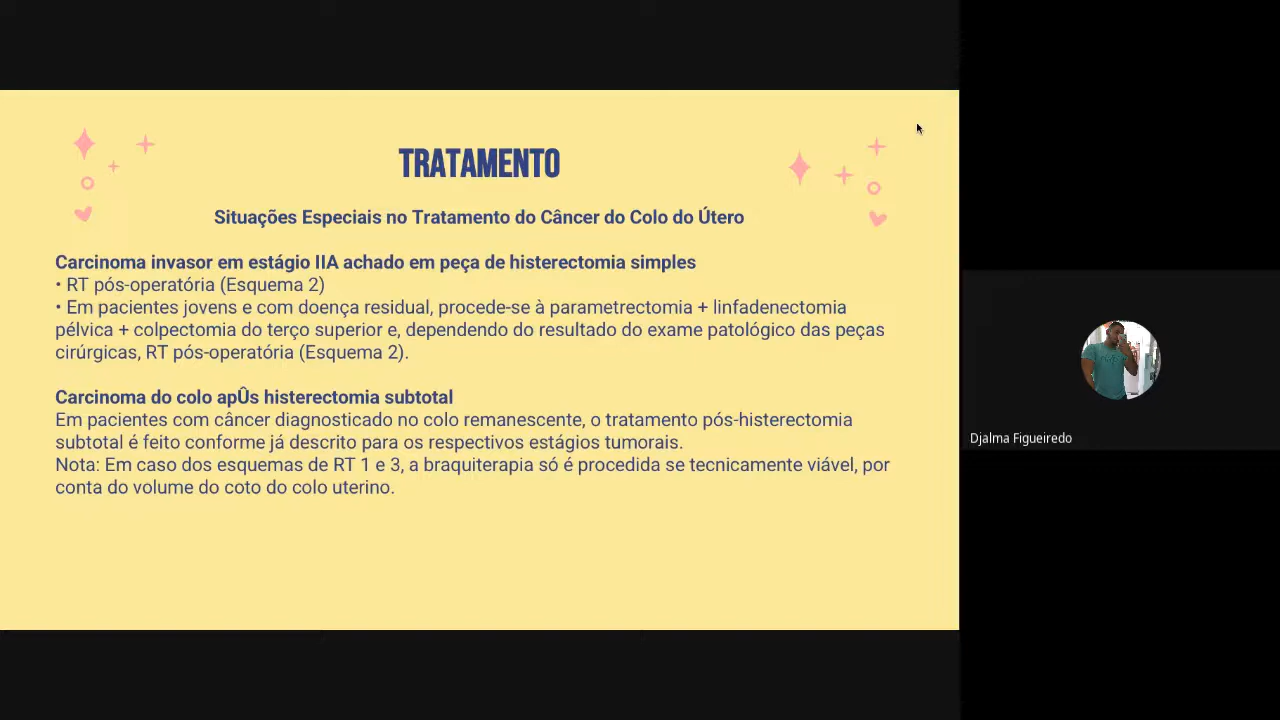 TRATAMENTO
Situações Especiais no Tratamento do Câncer do Colo do Útero
Carcinoma invasor em estágio IIA achado em peça de histerectomia simples
• RT pós-operatória (Esquema 2)
• Em pacientes jovens e com doença residual, procede-se à parametrectomia + linfadenectomia
pélvica + colpectomia do terço superior e, dependendo do resultado do exame patológico das peças
cirúrgicas, RT pós-operatória (Esquema 2).
Carcinoma do colo apÛs histerectomia subtotal
Em pacientes com câncer diagnosticado no colo remanescente, o tratamento pós-histerectomia
subtotal é feito conforme já descrito para os respectivos estágios tumorais.
Nota: Em caso dos esquemas de RT 1 e 3, a braquiterapia só é procedida se tecnicamente viável, por
conta do volume do coto do colo uterino.
Djalma Figueiredo